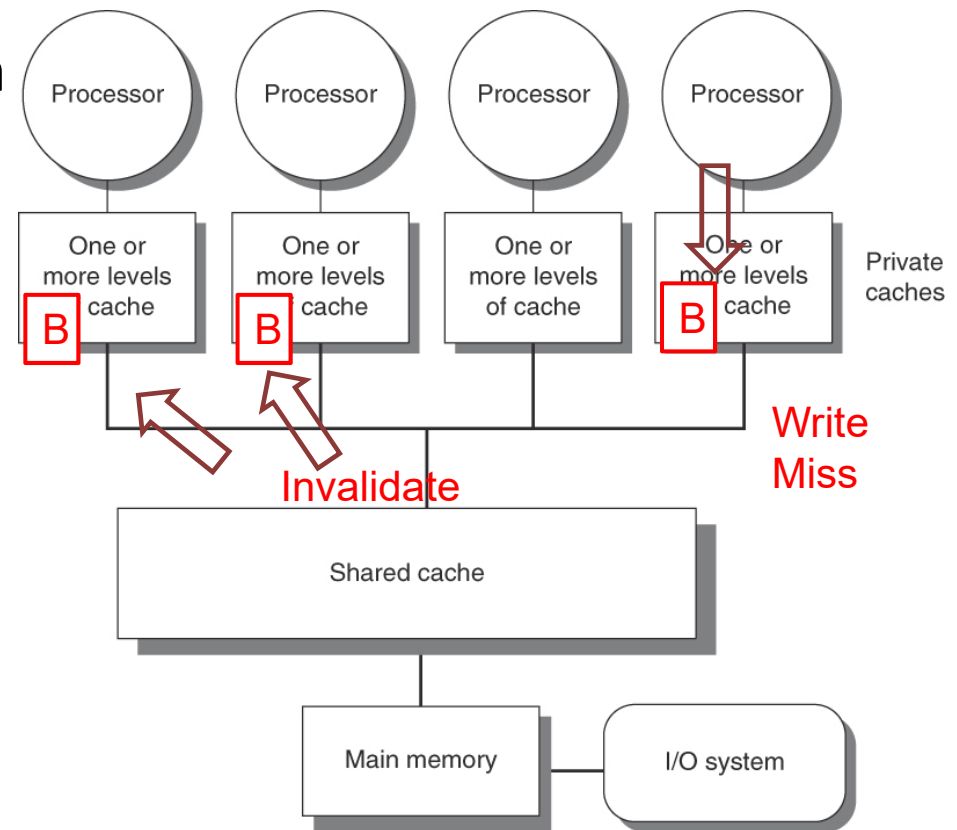 n
Processor
Processor
Processor
Processor
One or
more levels
cache
B
One or
more levels
cache
B
One or
more levels
of cache
One or
more levels
cache
B
Private
caches
Write
Miss
Invalidate
Shared cache
Main memory
I/O system